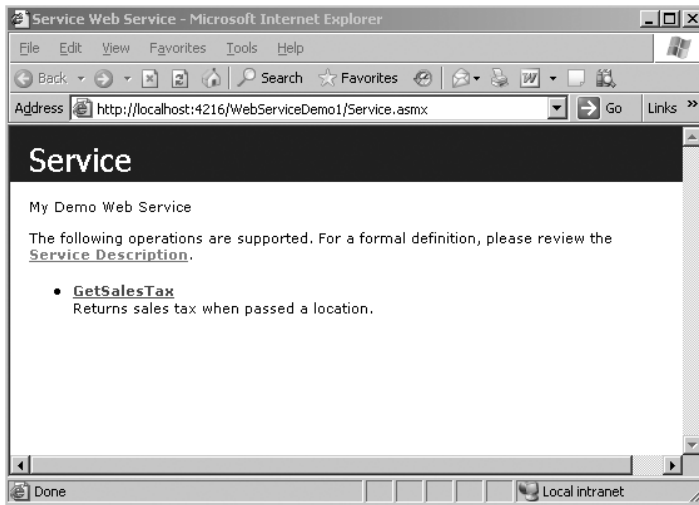 Service Web Service - Microsoft Internet Explorer
File Edit View Favorites Tools Help
Back Search Favorites
Address http://localhost:4216/WebServiceDemo1/Service.asmx Go Links »
Service
My Demo Web Service
The following operations are supported. For a formal definition, please review the
Service Description.
• GetSalesTax
Returns sales tax when passed a location.
Done Local intranet